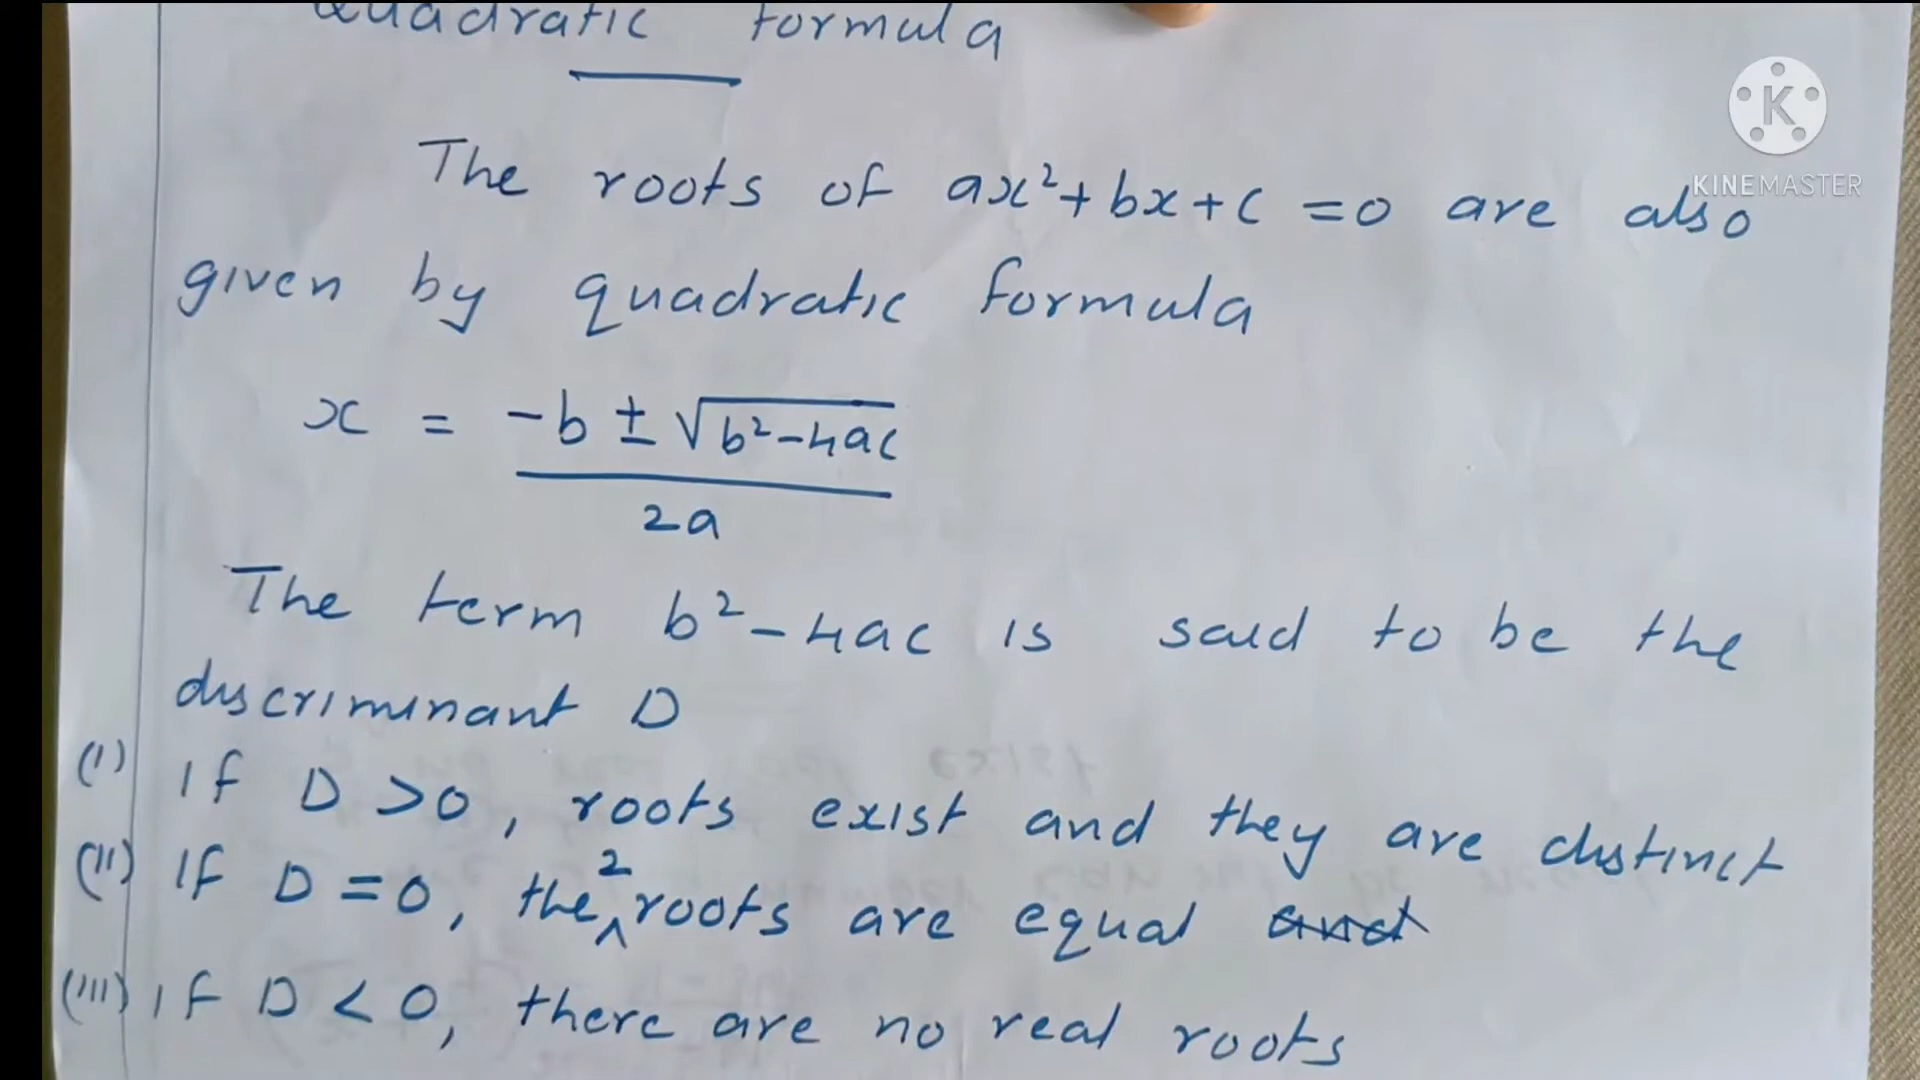 Quadratic formula
K
KINEMASTER
The roots of ax²+bx+c =0 are also
given by quadratic formula
x = -b ± √b²-4ac
2a
The term b²-4ac is said to be the
discriminant D
(i) If D >0, roots exist and they are distinct
(ii) If D =0, the 2 roots are equal and
(iii) If D < 0, there are no real roots